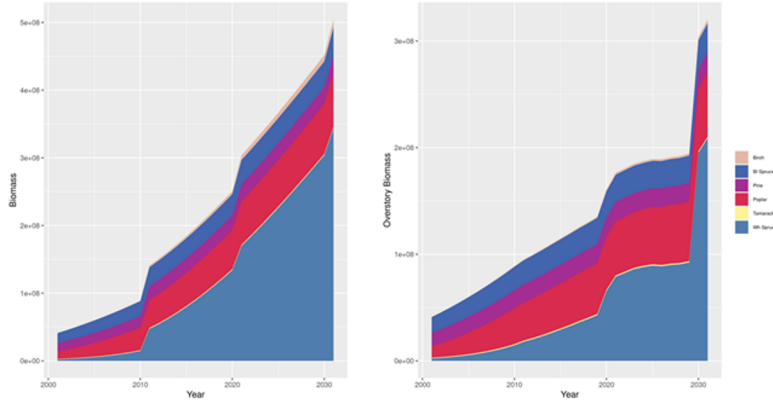 Biomass
5e+08
4e+08
3e+08
2e+08
1e+08
0e+00
2000 2010 2020 2030
Year
Overstory Biomass
3e+08
2e+08
1e+08
0e+00
2000 2010 2020 2030
Year
Birch
Bl Spruce
Pine
Poplar
Tamarack
Wh Spruce